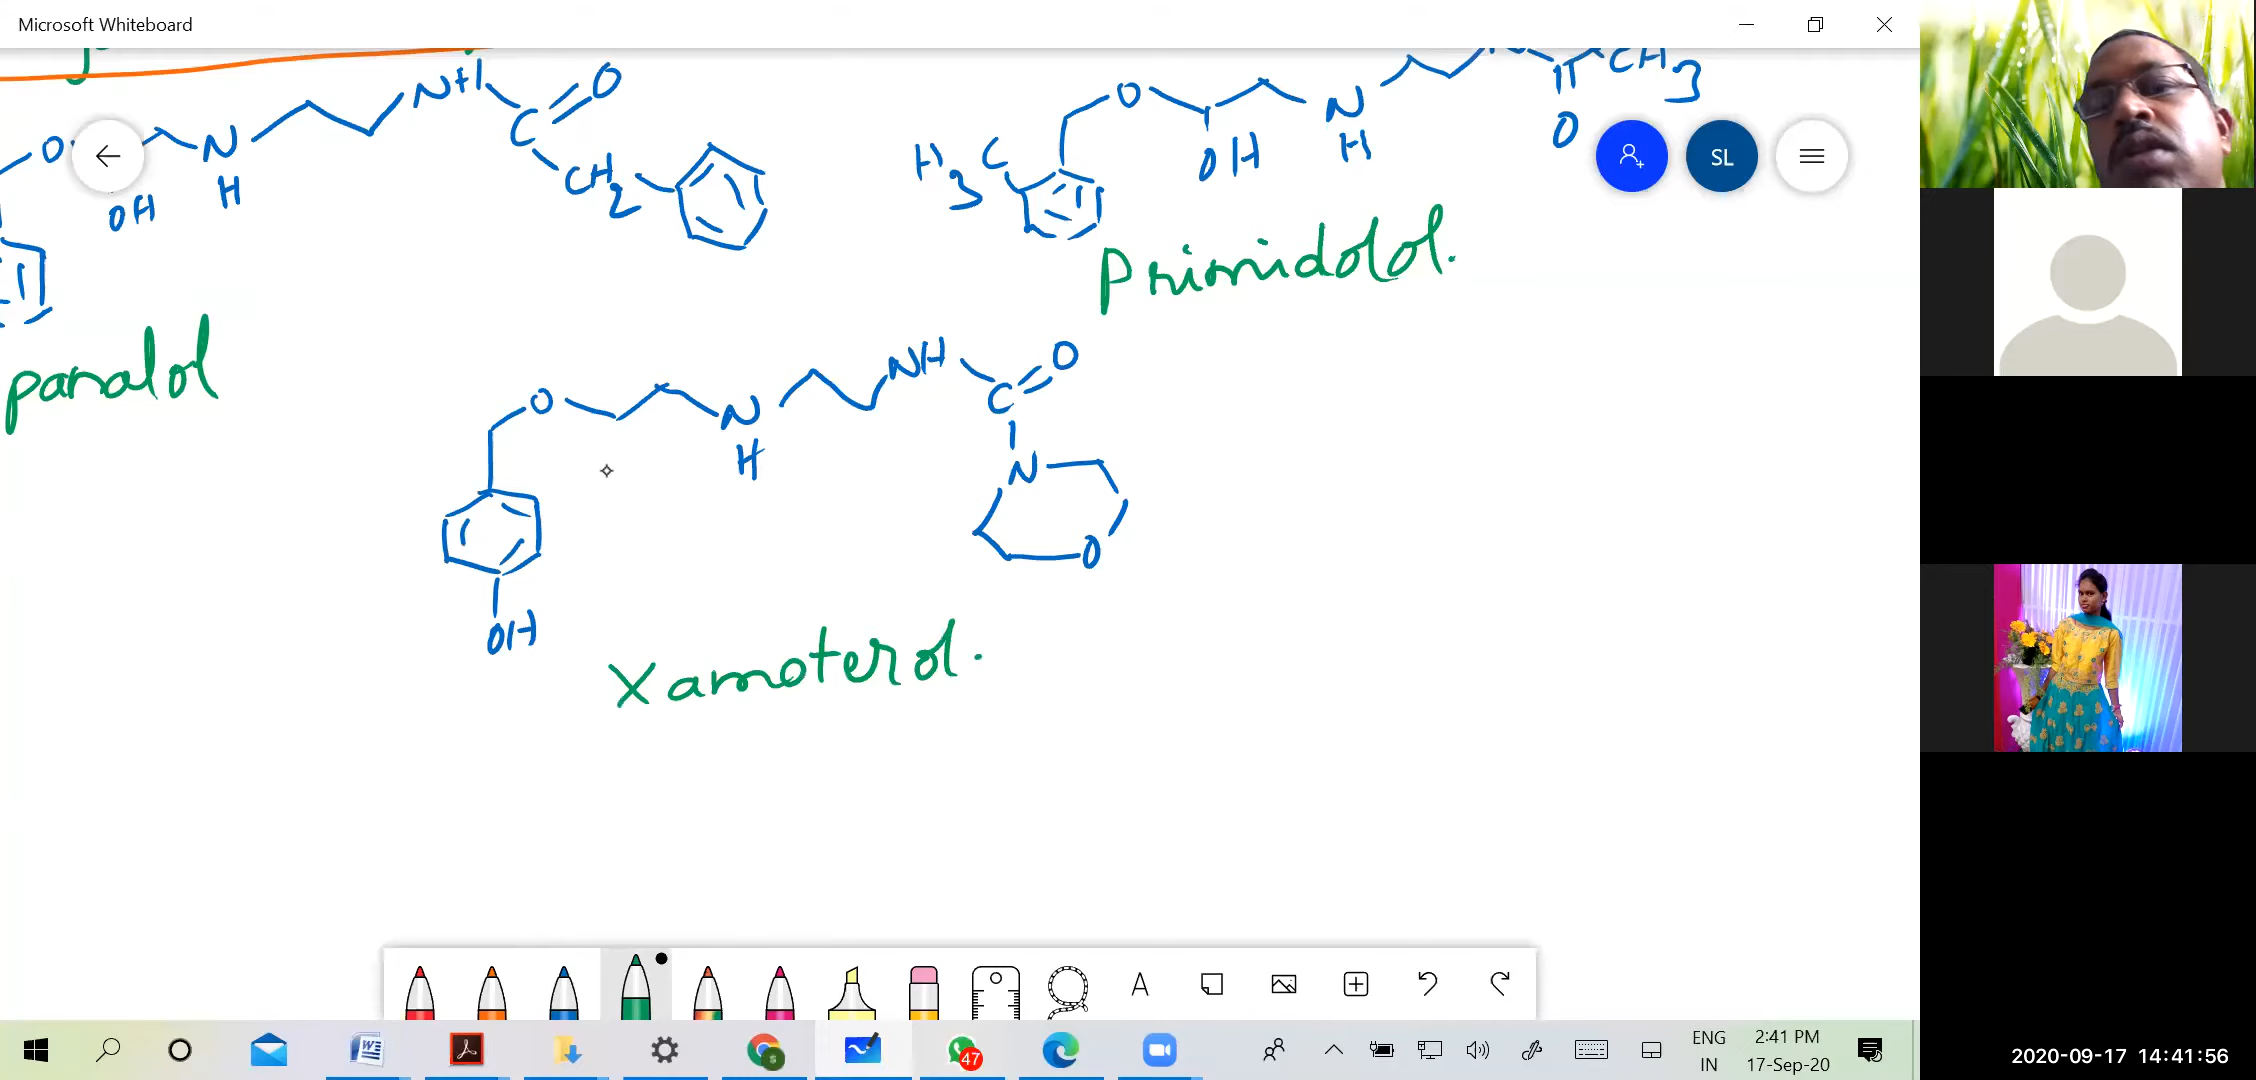 Microsoft Whiteboard
NH
O
C
CH2
O
N
H
OH
O
OH
N
H
CH3
O
H3C
SL
Primidolol.
panalol
O
N
H
NH
C
O
N
O
OH
Xamoterol.
A
47
ENG
IN
2:41 PM
17-Sep-20
2020-09-17 14:41:56